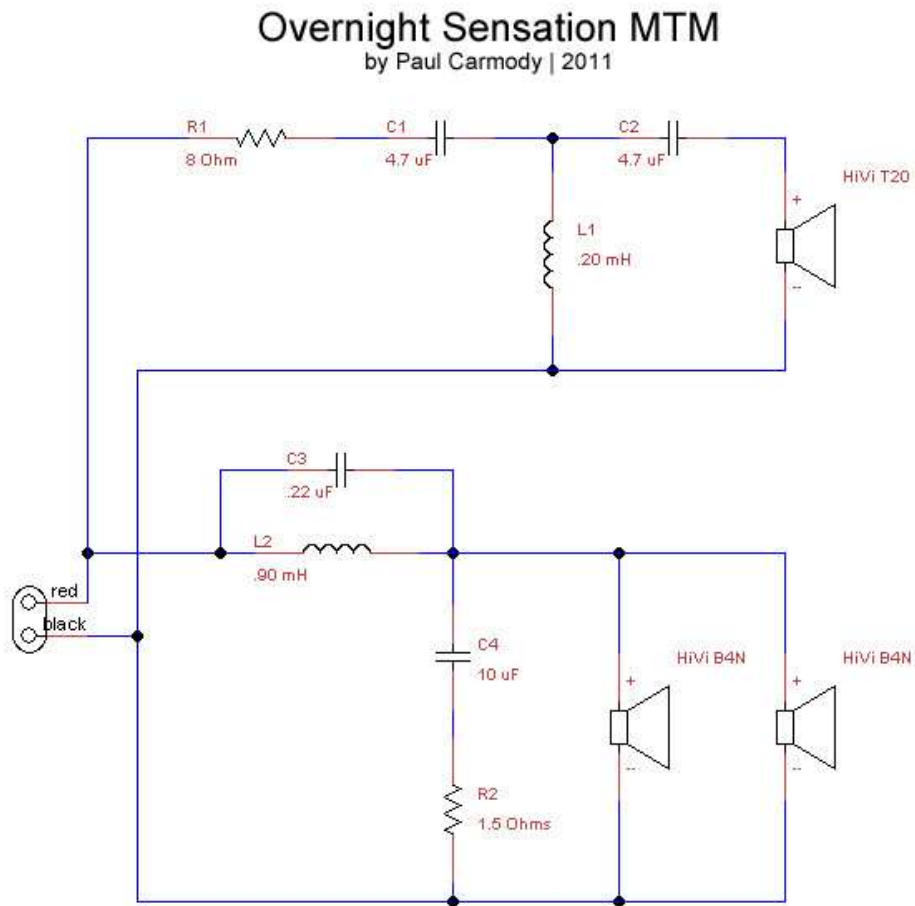 Overnight Sensation MTM
by Paul Carmody | 2011
R1
8 Ohm
C1
4.7 uF
C2
4.7 uF
HiVi T20
+
--
L1
.20 mH
C3
.22 uF
L2
.90 mH
red
black
C4
10 uF
R2
1.5 Ohms
HiVi B4N
+
--
HiVi B4N
+
--